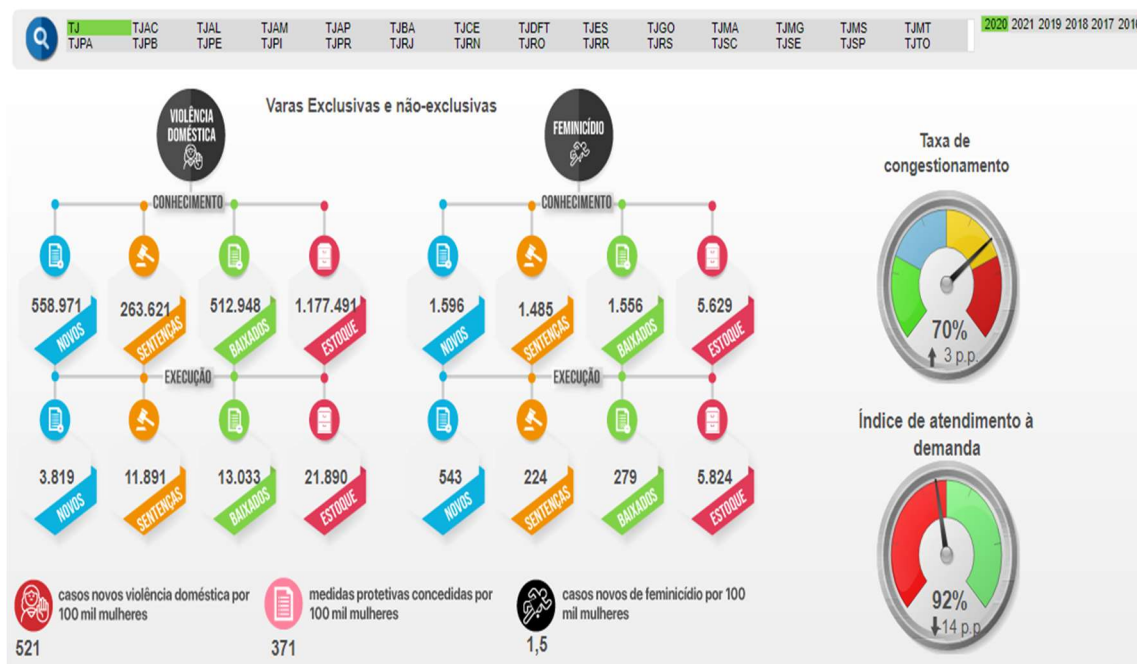 TJ TJAC TJAL TJAM TJAP TJBA TJCE TJDFT TJES TJGO TJMA TJMG TJMS TJMT
TJPA TJPB TJPE TJPI TJPR TJRJ TJRN TJRO TJRR TJRS TJSC TJSE TJSP TJTO
2020 2021 2019 2018 2017 2016
Varas Exclusivas e não-exclusivas
VIOLÊNCIA
DOMÉSTICA
CONHECIMENTO
558.971 263.621 512.948 1.177.491
NOVOS SENTENÇAS BAIXADOS ESTOQUE
EXECUÇÃO
3.819 11.891 13.033 21.890
NOVOS SENTENÇAS BAIXADOS ESTOQUE
FEMINICÍDIO
CONHECIMENTO
1.596 1.485 1.556 5.629
NOVOS SENTENÇAS BAIXADOS ESTOQUE
EXECUÇÃO
543 224 279 5.824
NOVOS SENTENÇAS BAIXADOS ESTOQUE
Taxa de
congestionamento
70%
3 p.p.
Índice de atendimento à
demanda
92%
-14 p.p.
casos novos violência doméstica por
100 mil mulheres
521
medidas protetivas concedidas por
100 mil mulheres
371
casos novos de feminicídio por 100
mil mulheres
1,5